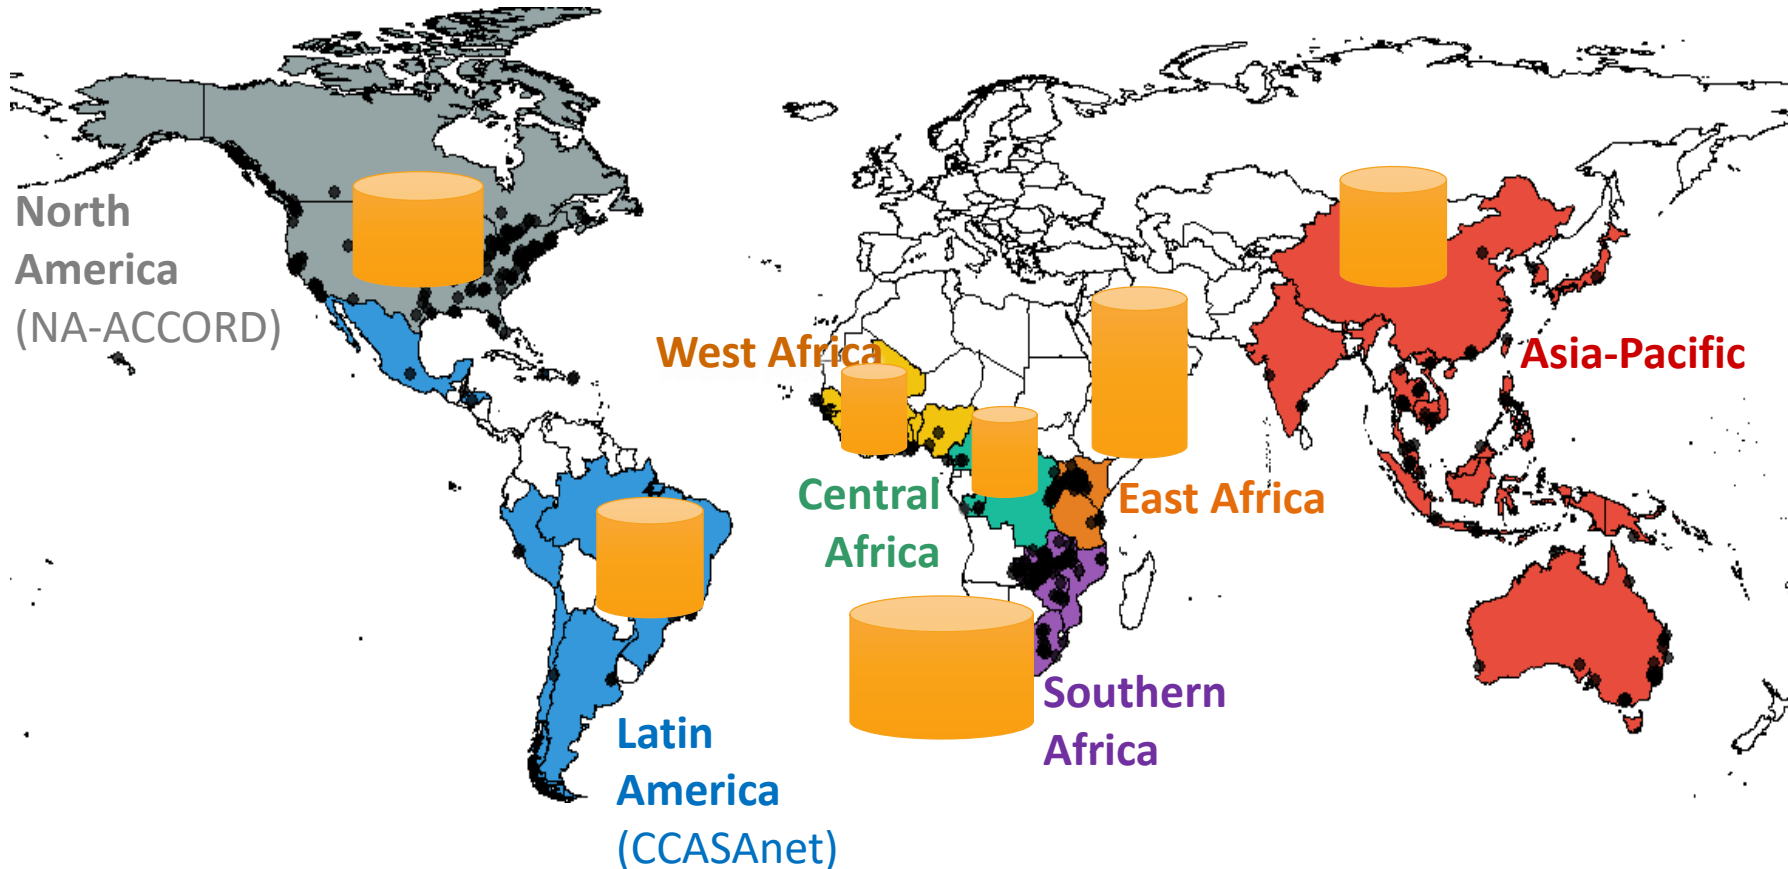 North
America
(NA-ACCORD)
West Africa
Asia-Pacific
Central
Africa
East Africa
Southern
Africa
Latin
America
(CCASAnet)